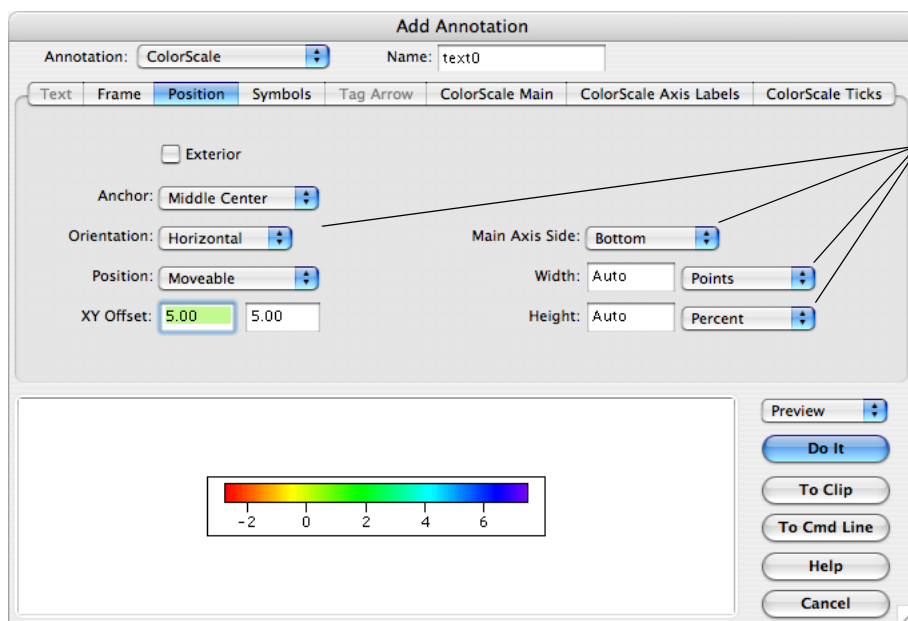 Add Annotation
Annotation: ColorScale Name: text0
Text Frame Position Symbols Tag Arrow ColorScale Main ColorScale Axis Labels ColorScale Ticks
Exterior
Anchor: Middle Center
Orientation: Horizontal Main Axis Side: Bottom
Position: Moveable Width: Auto Points
XY Offset: 5.00 5.00 Height: Auto Percent
Preview
Do It
To Clip
-2 0 2 4 6
To Cmd Line
Help
Cancel